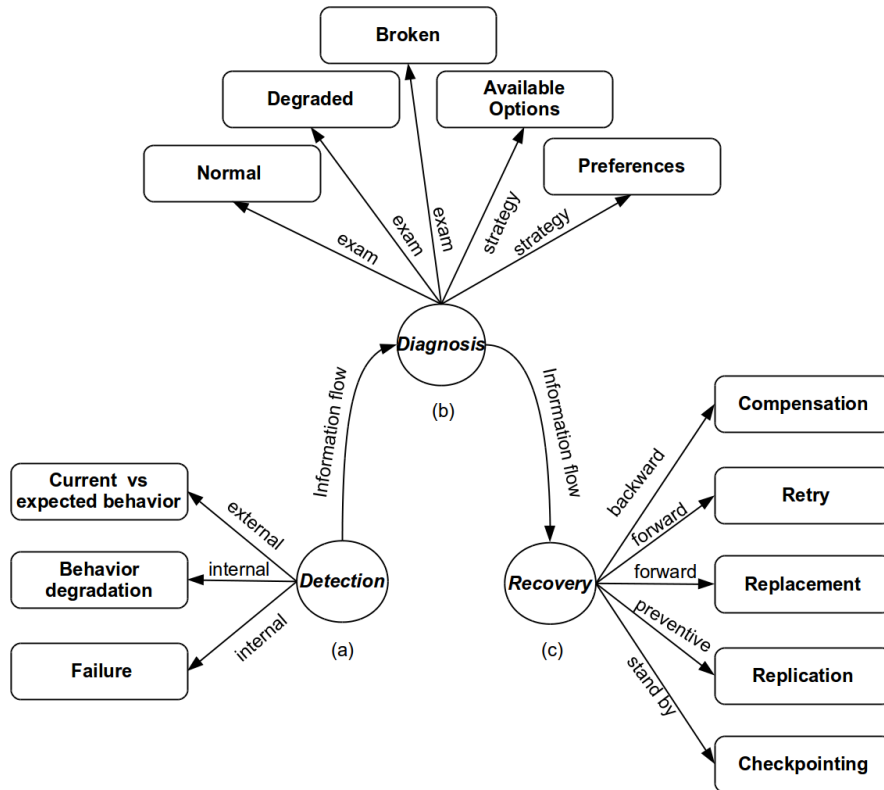 Broken
Degraded
Available
Options
Normal
Preferences
exam
exam
exam
strategy
strategy
Diagnosis
(b)
Information flow
Information flow
Current vs
expected behavior
Behavior
degradation
Failure
external
internal
internal
Detection
(a)
Recovery
(c)
backward
forward
forward
preventive
stand by
Compensation
Retry
Replacement
Replication
Checkpointing